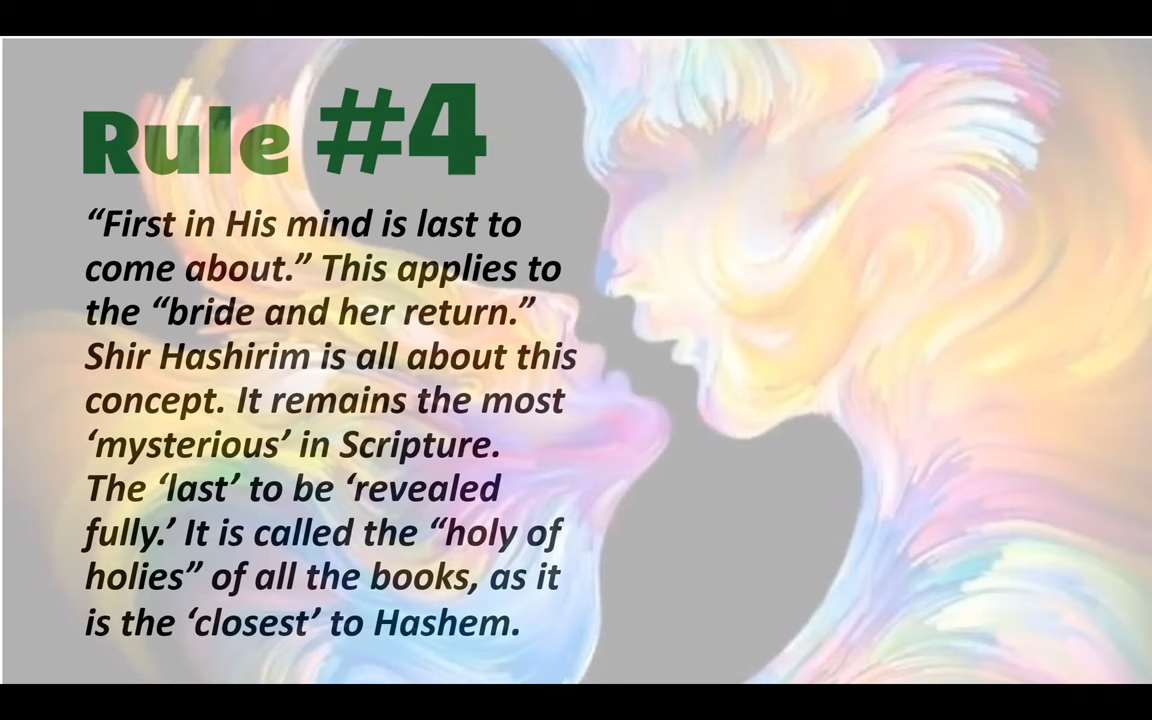 Rule #4
“First in His mind is last to
come about.” This applies to
the “bride and her return.”
Shir Hashirim is all about this
concept. It remains the most
‘mysterious’ in Scripture.
The ‘last’ to be ‘revealed
fully.’ It is called the “holy of
holies” of all the books, as it
is the ‘closest’ to Hashem.